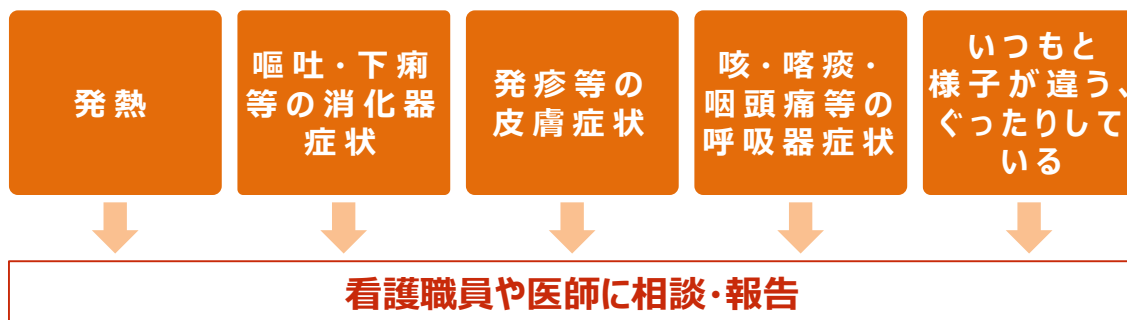 発熱
嘔吐・下痢
等の消化器
症状
発疹等の
皮膚症状
咳・喀痰・
咽頭痛等の
呼吸器症状
いつもと
様子が違う、
ぐったりして
いる
看護職員や医師に相談・報告